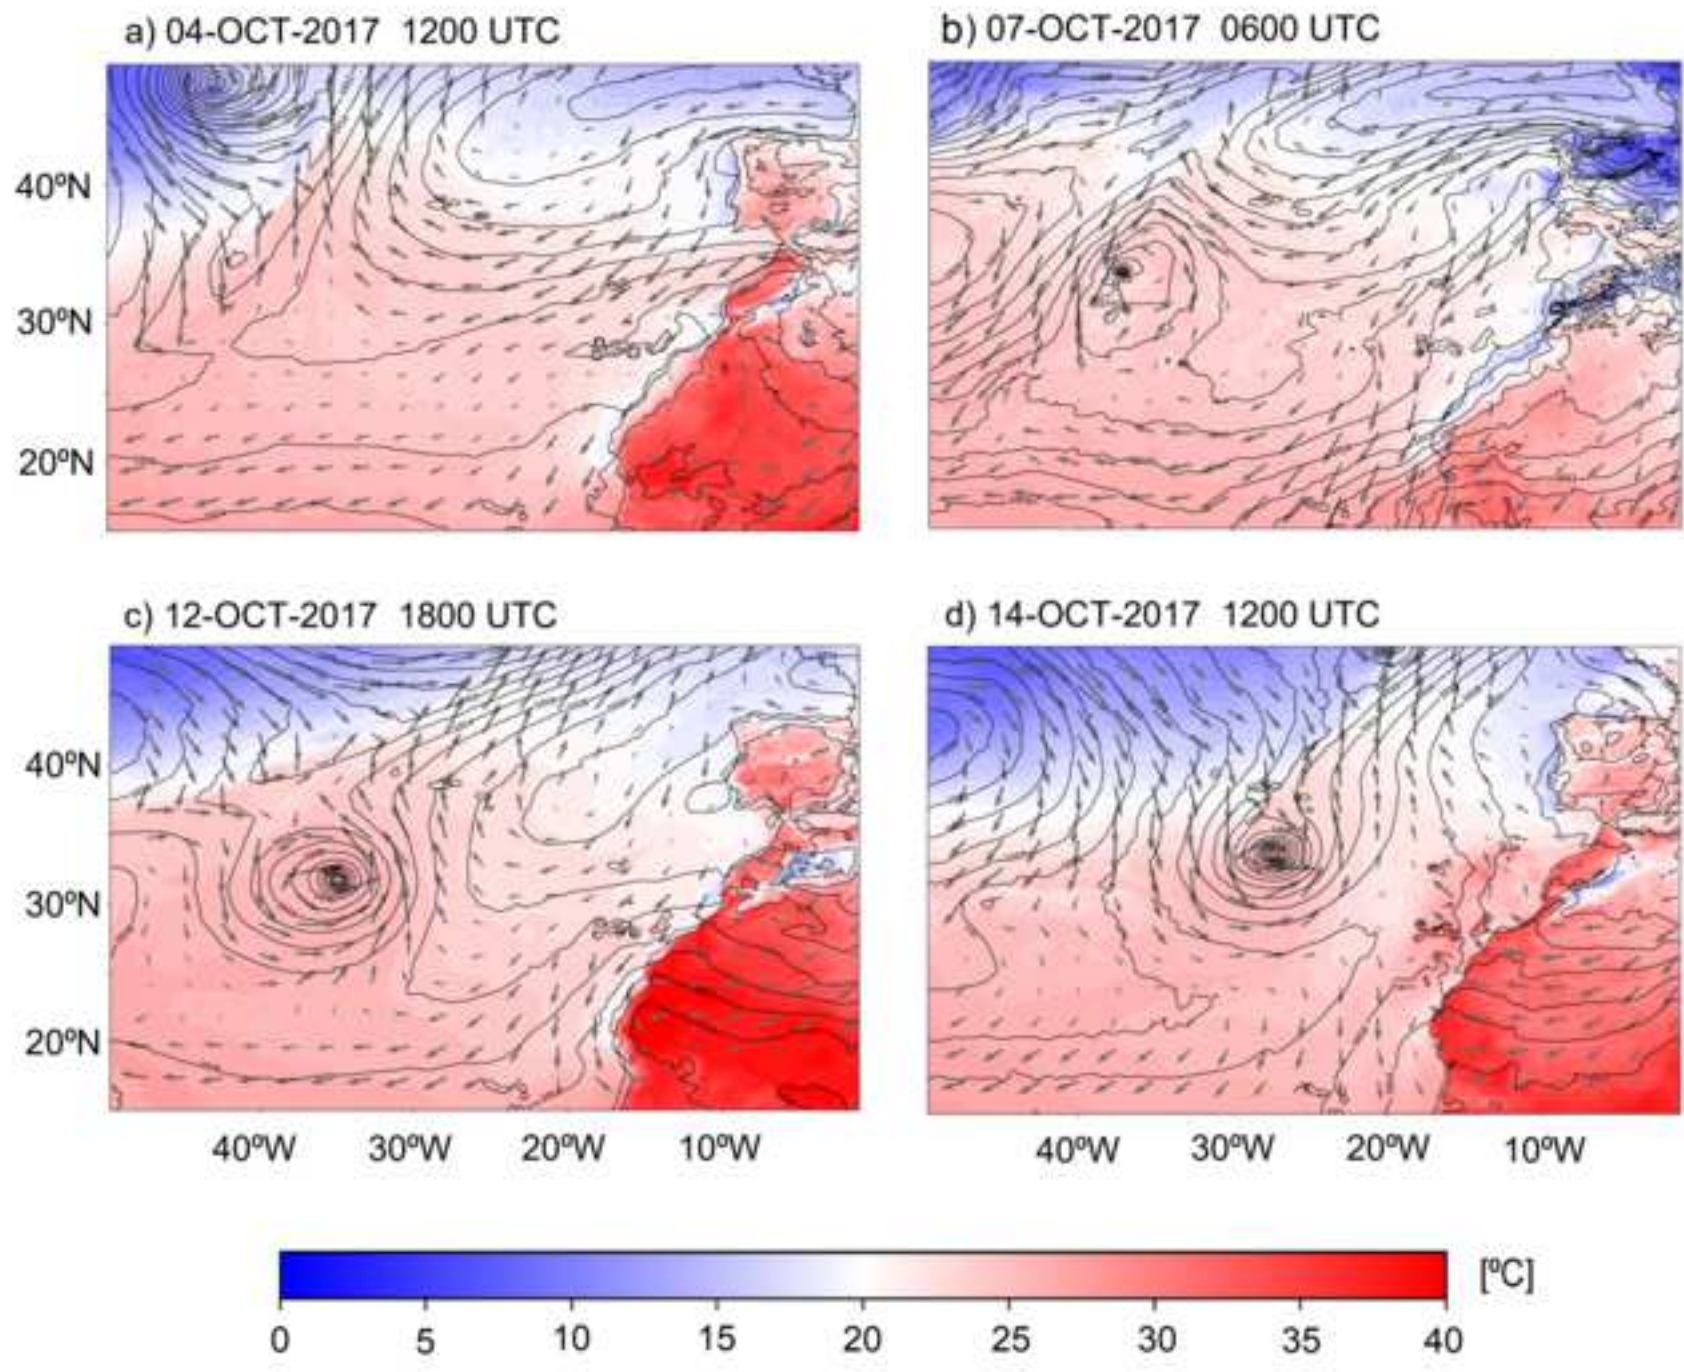 a) 04-OCT-2017 1200 UTC
b) 07-OCT-2017 0600 UTC
40ºN
30ºN
20ºN
c) 12-OCT-2017 1800 UTC
d) 14-OCT-2017 1200 UTC
40ºN
30ºN
20ºN
40ºW 30ºW 20ºW 10ºW
40ºW 30ºW 20ºW 10ºW
[ºC]
0 5 10 15 20 25 30 35 40